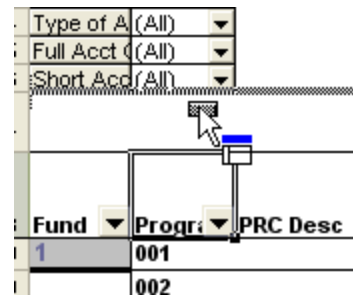 Type of A (All)
Full Acct (All)
Short Acc (All)
Fund Progra PRC Desc
1 001
002